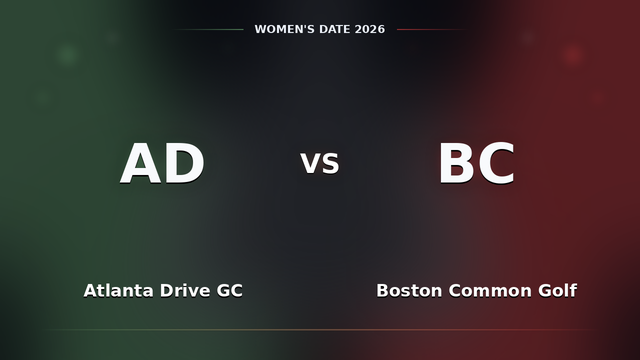 WOMEN'S DATE 2026
AD
VS
BC
Atlanta Drive GC
Boston Common Golf